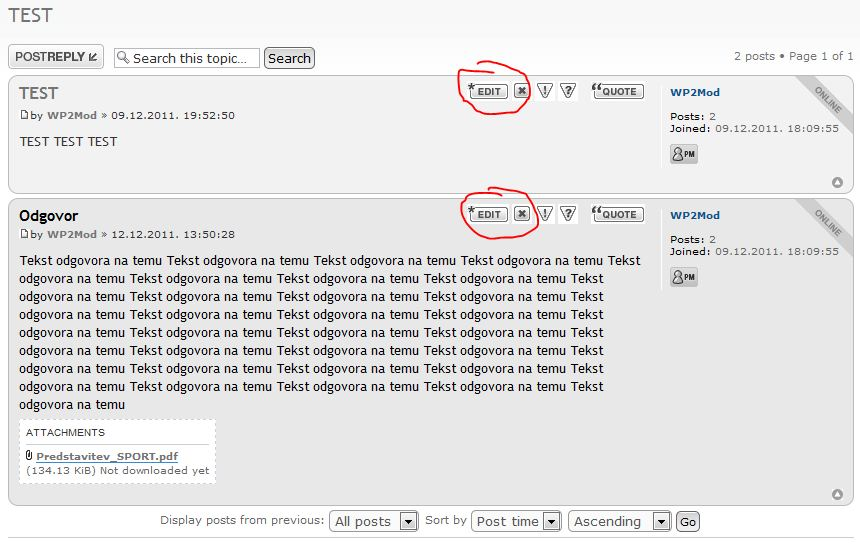 TEST
POSTREPLY Search this topic... Search 2 posts • Page 1 of 1
TEST
* EDIT ! ? “ QUOTE
by WP2Mod » 09.12.2011. 19:52:50
TEST TEST TEST
WP2Mod
ONLINE
Posts: 2
Joined: 09.12.2011. 18:09:55
PM
Odgovor
* EDIT ! ? “ QUOTE
by WP2Mod » 12.12.2011. 13:50:28
Tekst odgovora na temu Tekst odgovora na temu Tekst odgovora na temu Tekst odgovora na temu Tekst
odgovora na temu Tekst odgovora na temu Tekst odgovora na temu Tekst odgovora na temu Tekst
odgovora na temu Tekst odgovora na temu Tekst odgovora na temu Tekst odgovora na temu Tekst
odgovora na temu Tekst odgovora na temu Tekst odgovora na temu Tekst odgovora na temu Tekst
odgovora na temu Tekst odgovora na temu Tekst odgovora na temu Tekst odgovora na temu Tekst
odgovora na temu Tekst odgovora na temu Tekst odgovora na temu Tekst odgovora na temu Tekst
odgovora na temu Tekst odgovora na temu Tekst odgovora na temu Tekst odgovora na temu Tekst
odgovora na temu Tekst odgovora na temu Tekst odgovora na temu Tekst odgovora na temu Tekst
odgovora na temu
ATTACHMENTS
Predstavitev_SPORT.pdf
(134.13 KiB) Not downloaded yet
WP2Mod
ONLINE
Posts: 2
Joined: 09.12.2011. 18:09:55
PM
Display posts from previous: All posts Sort by Post time Ascending Go